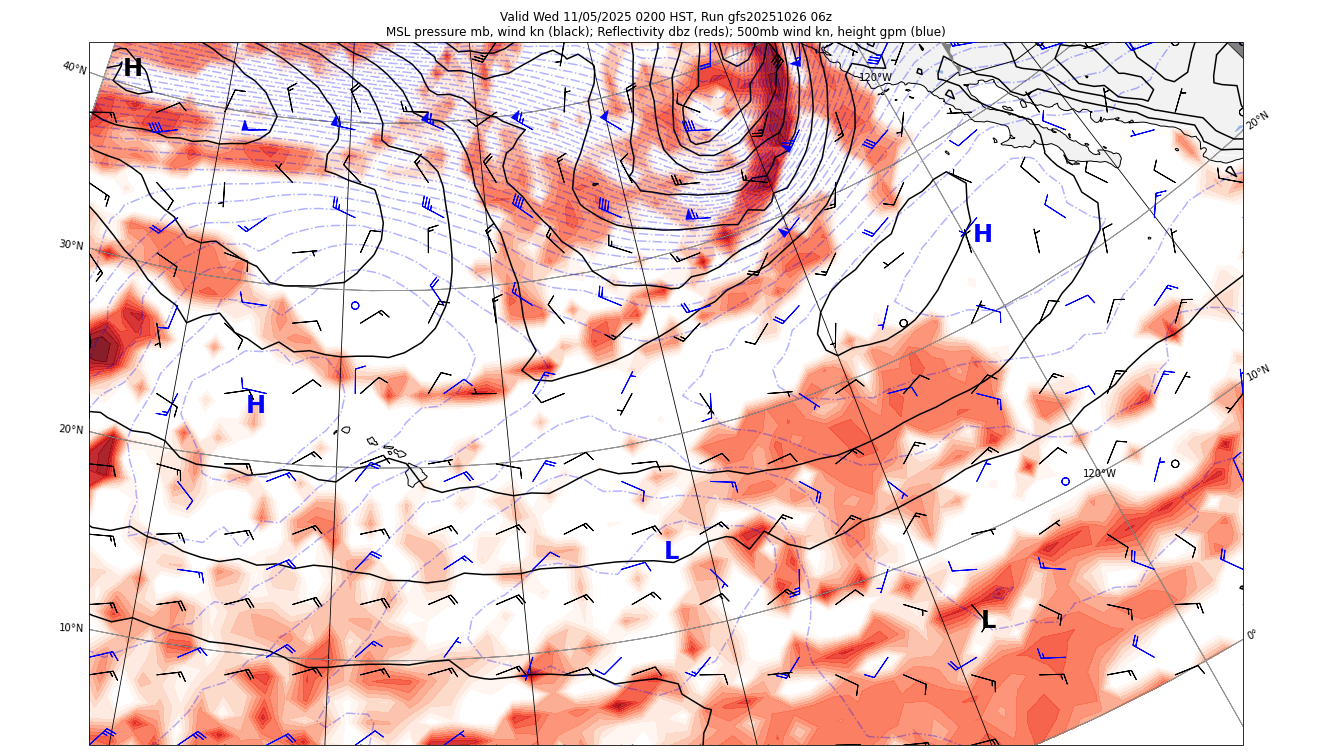 Valid Wed 11/05/2025 0200 HST, Run gfs20251026 06z
MSL pressure mb, wind kn (black); Reflectivity dbz (reds); 500mb wind kn, height gpm (blue)
40°N
H
120°W
20°N
30°N
H
10°N
H
20°N
120°W
L
10°N
L
0°